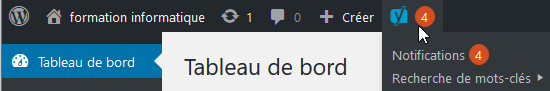 formation informatique 1 0 Créer 4
Notifications 4
Tableau de bord
Tableau de bord
Recherche de mots-clés